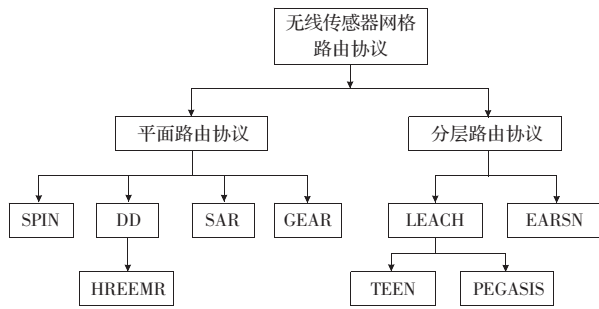 无线传感器网格
路由协议
平面路由协议
分层路由协议
SPIN
DD
SAR
GEAR
LEACH
EARSN
HREEMR
TEEN
PEGASIS